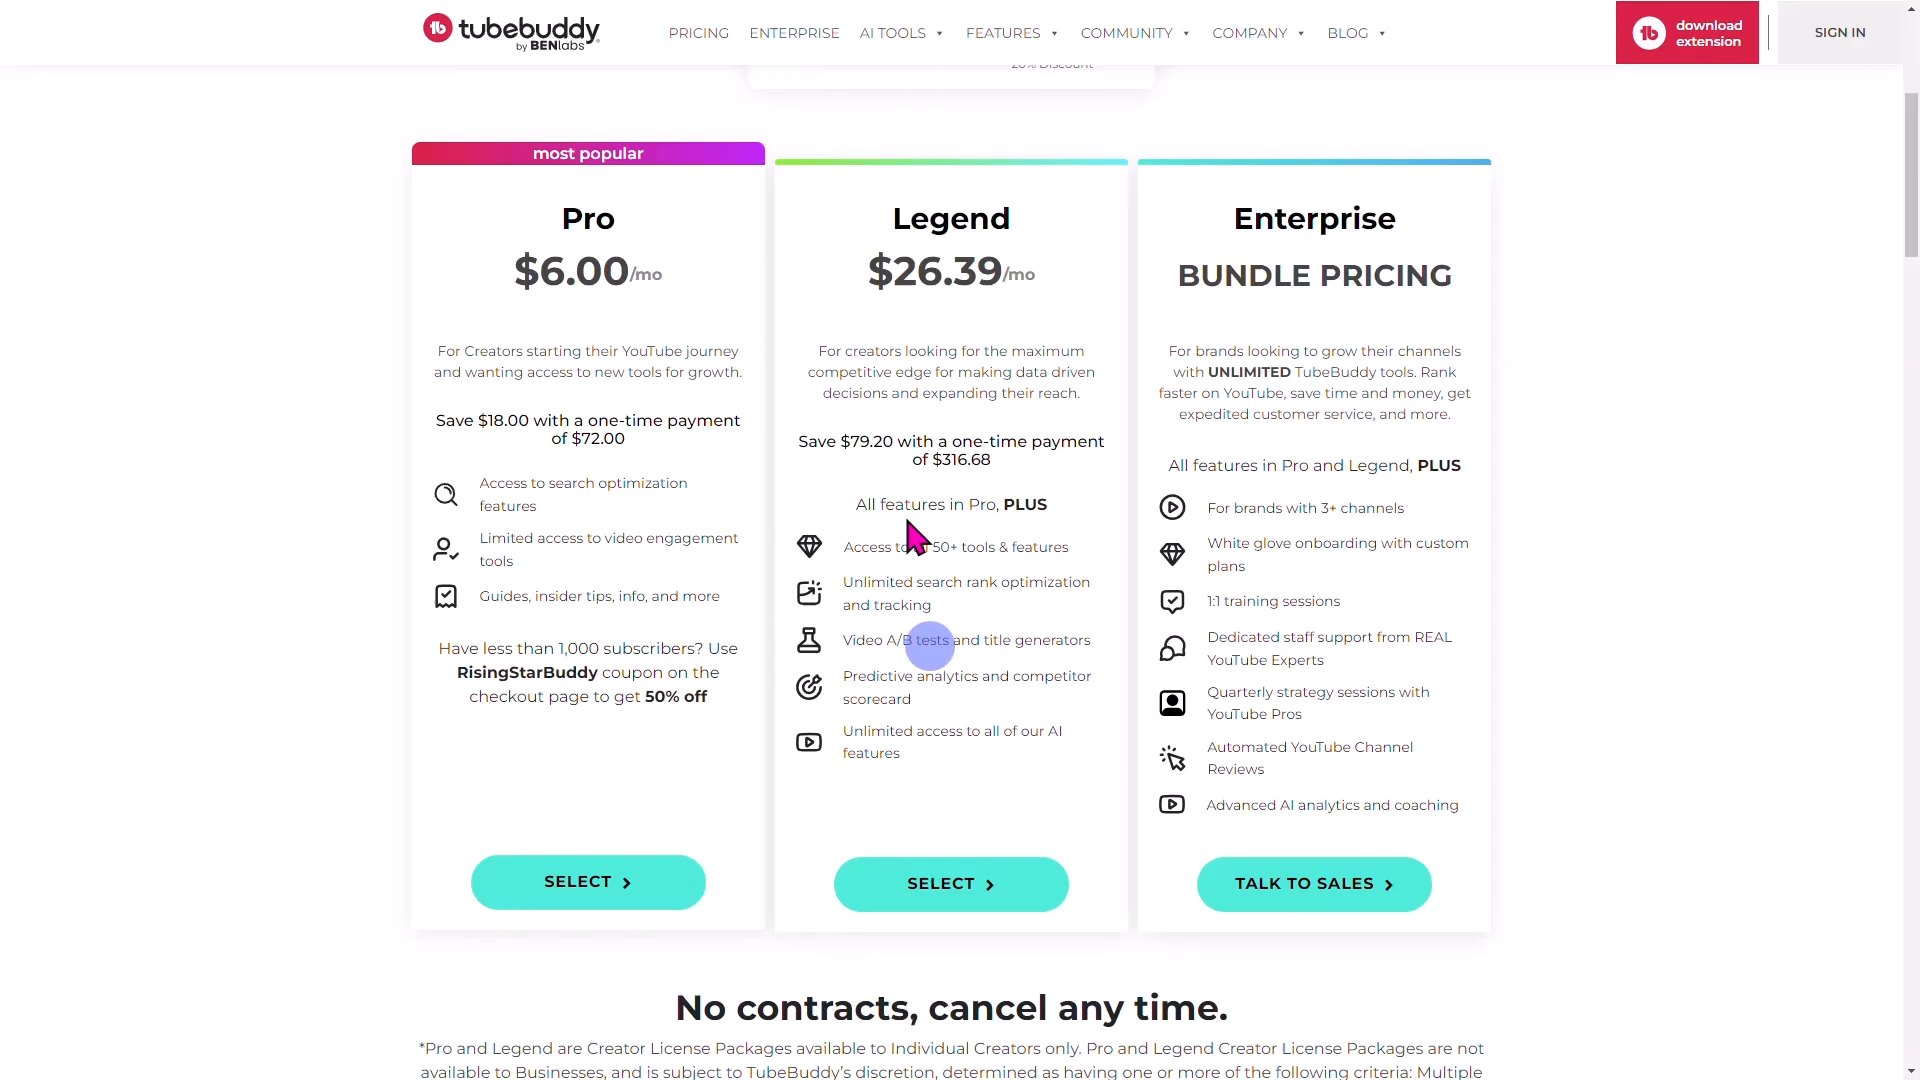 tubebuddy
by BENlabs
PRICING
ENTERPRISE
AI TOOLS
FEATURES
COMMUNITY
COMPANY
BLOG
download
extension
SIGN IN
20% Discount
most popular
Pro
$6.00/mo
For Creators starting their YouTube journey
and wanting access to new tools for growth.
Save $18.00 with a one-time payment
of $72.00
Access to search optimization
features
Limited access to video engagement
tools
Guides, insider tips, info, and more
Have less than 1,000 subscribers? Use
RisingStarBuddy coupon on the
checkout page to get 50% off
SELECT
Legend
$26.39/mo
For creators looking for the maximum
competitive edge for making data driven
decisions and expanding their reach.
Save $79.20 with a one-time payment
of $316.68
All features in Pro, PLUS
Access to 50+ tools & features
Unlimited search rank optimization
and tracking
Video A/B tests and title generators
Predictive analytics and competitor
scorecard
Unlimited access to all of our AI
features
SELECT
Enterprise
BUNDLE PRICING
For brands looking to grow their channels
with UNLIMITED TubeBuddy tools. Rank
faster on YouTube, save time and money, get
expedited customer service, and more.
All features in Pro and Legend, PLUS
For brands with 3+ channels
White glove onboarding with custom
plans
1:1 training sessions
Dedicated staff support from REAL
YouTube Experts
Quarterly strategy sessions with
YouTube Pros
Automated YouTube Channel
Reviews
Advanced AI analytics and coaching
TALK TO SALES
No contracts, cancel any time.
*Pro and Legend are Creator License Packages available to Individual Creators only. Pro and Legend Creator License Packages are not
available to Businesses, and is subject to TubeBuddy's discretion, determined as having one or more of the following criteria: Multiple